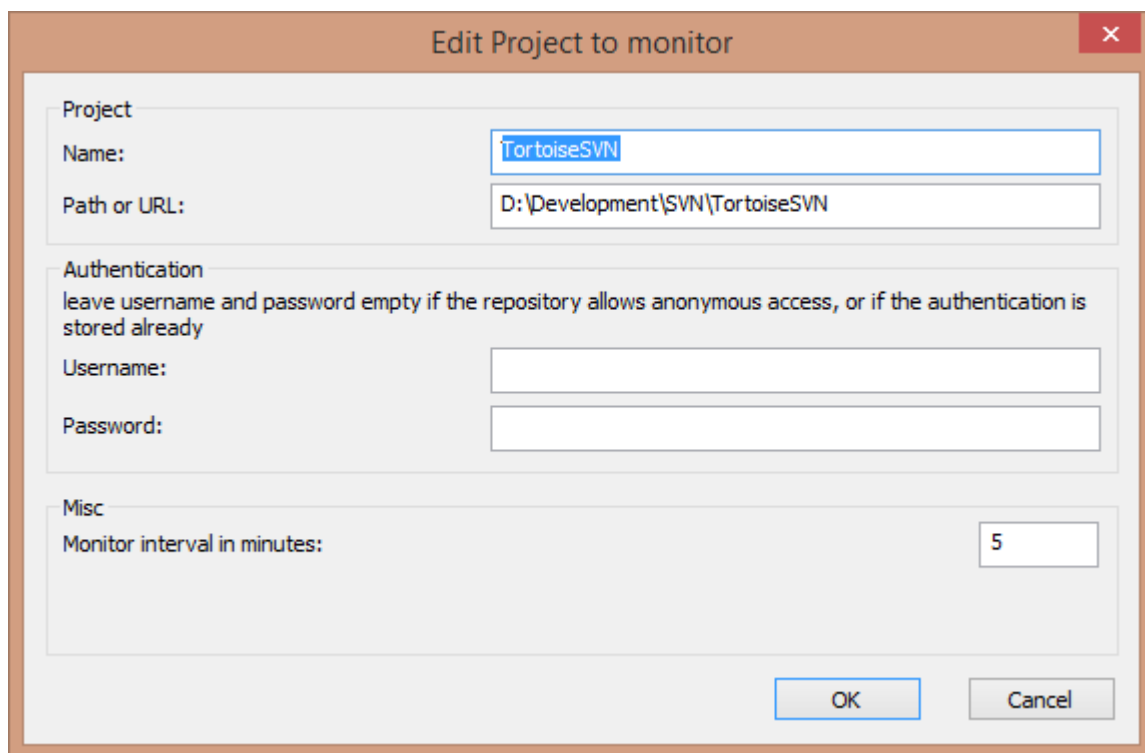 Edit Project to monitor
Project
Name:
TortoiseSVN
Path or URL:
D:\Development\SVN\TortoiseSVN
Authentication
leave username and password empty if the repository allows anonymous access, or if the authentication is
stored already
Username:
Password:
Misc
Monitor interval in minutes:
5
OK
Cancel